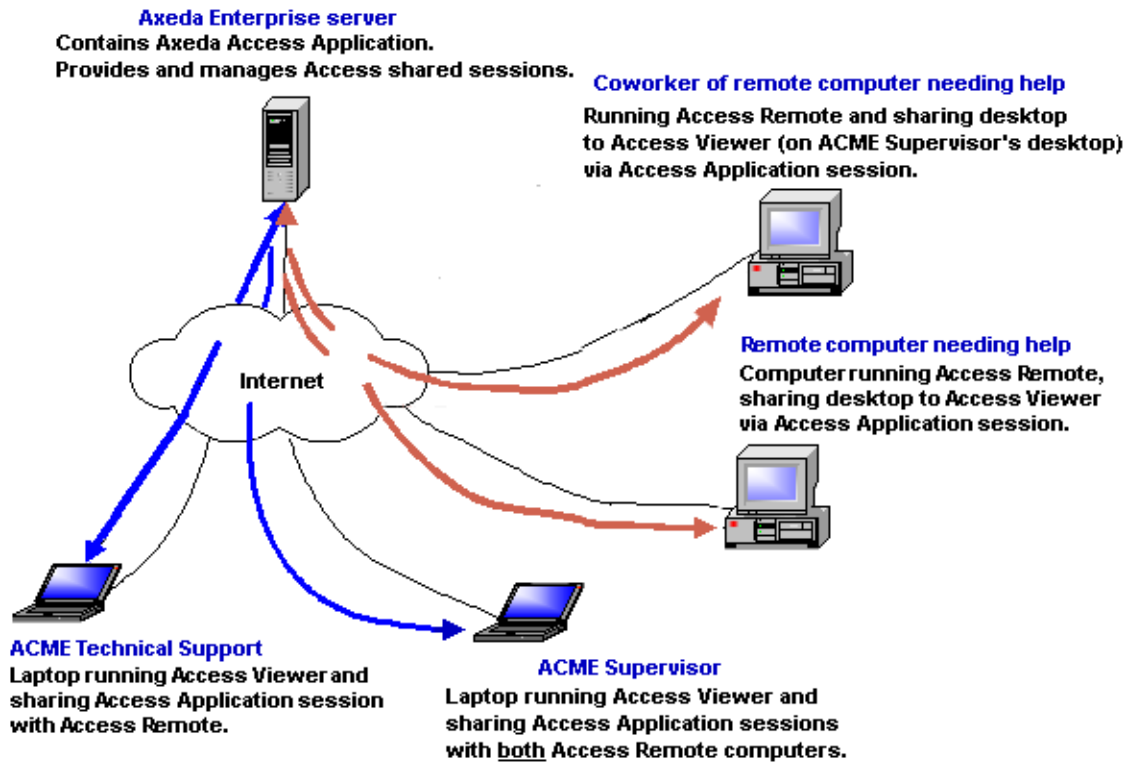 Axeda Enterprise server
Contains Axeda Access Application.
Provides and manages Access shared sessions.
Coworker of remote computer needing help
Running Access Remote and sharing desktop
to Access Viewer (on ACME Supervisor's desktop)
via Access Application session.
Remote computer needing help
Computer running Access Remote,
sharing desktop to Access Viewer
via Access Application session.
Internet
ACME Technical Support
Laptop running Access Viewer and
sharing Access Application session
with Access Remote.
ACME Supervisor
Laptop running Access Viewer and
sharing Access Application sessions
with both Access Remote computers.